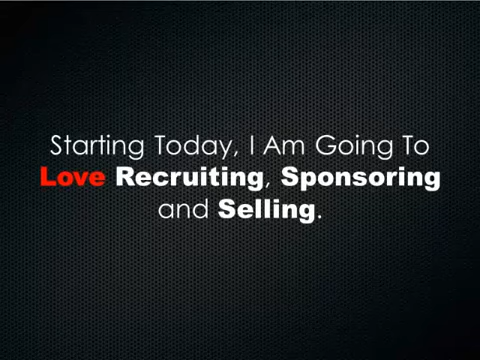 Starting Today, I Am Going To
Love Recruiting, Sponsoring
and Selling.